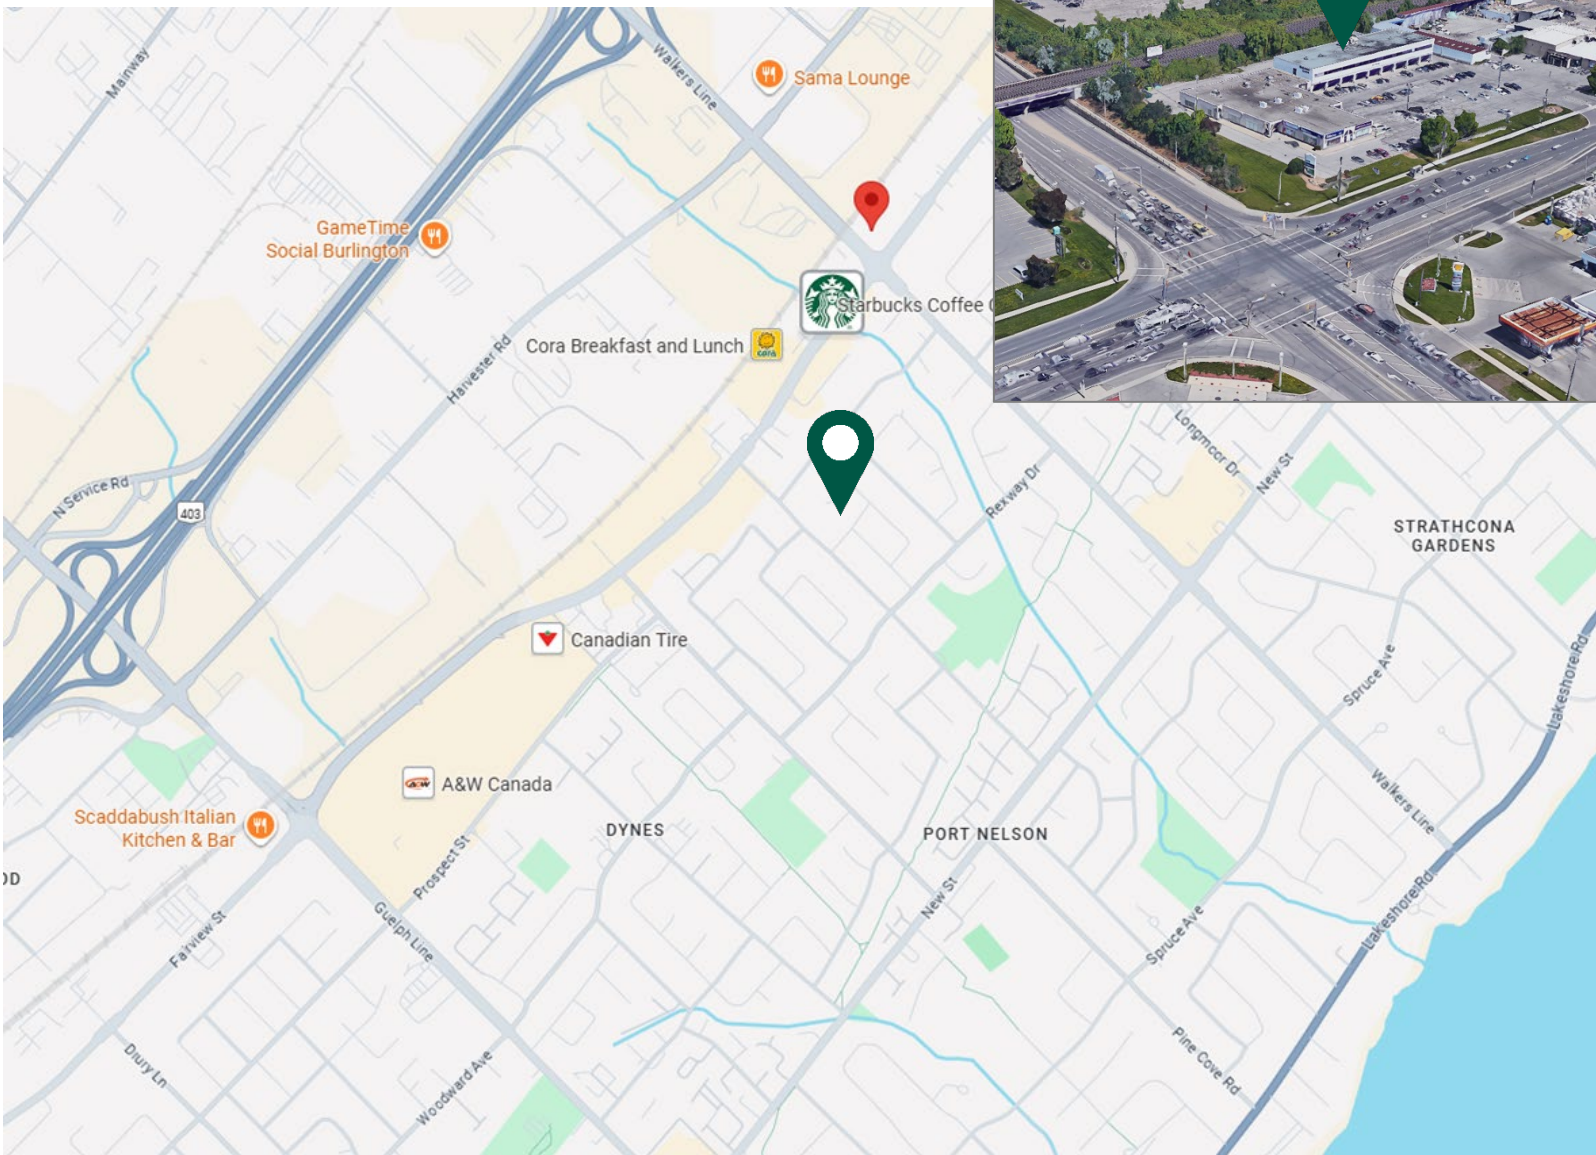 Mainway
Walkers Line
Sama Lounge
GameTime
Social Burlington
Starbucks Coffee
Cora Breakfast and Lunch
cora
Harvester Rd
Longmoor Dr
New St
N Service Rd
403
Rexway Dr
STRATHCONA
GARDENS
Canadian Tire
Lakeshore Rd
Spruce Ave
A&W Canada
A&W
Scaddabush Italian
Kitchen & Bar
DYNES
PORT NELSON
Walkers Line
Prospect St
OD
New St
Lakeshore Rd
Guelph Line
Fairview St
Spruce Ave
Drury Ln
Woodward Ave
Pine Cove Rd